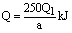 Q = 250Q₁/a kJ